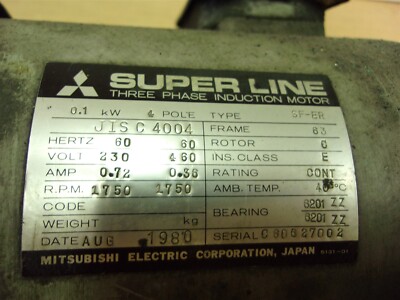 SUPER LINE
THREE PHASE INDUCTION MOTOR
0.1 kW 4 POLE TYPE SF-ER
JIS C 4004 FRAME 63
HERTZ 60 60 ROTOR C
VOLT 230 460 INS. CLASS E
AMP 0.72 0.36 RATING CONT
R.P.M. 1750 1750 AMB. TEMP. 40 °C
CODE BEARING 6201 ZZ
WEIGHT kg 6201 ZZ
DATE AUG 1980 SERIAL C80627002
MITSUBISHI ELECTRIC CORPORATION, JAPAN